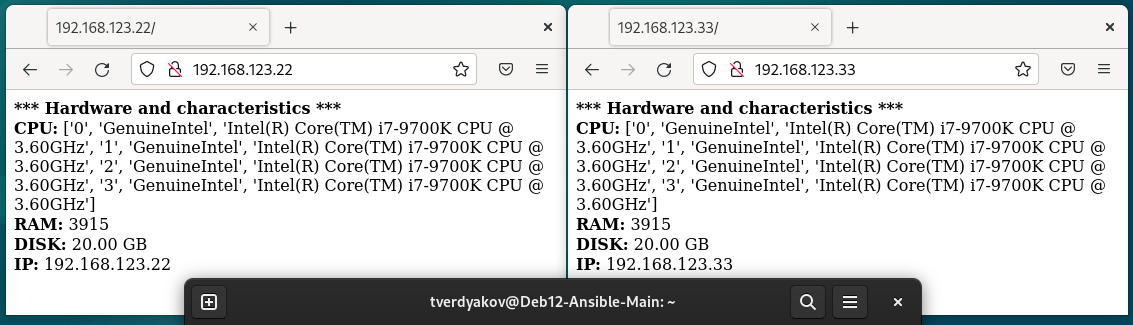 192.168.123.22/
192.168.123.22
*** Hardware and characteristics ***
CPU: ['0', 'GenuineIntel', 'Intel(R) Core(TM) i7-9700K CPU @
3.60GHz', '1', 'GenuineIntel', 'Intel(R) Core(TM) i7-9700K CPU @
3.60GHz', '2', 'GenuineIntel', 'Intel(R) Core(TM) i7-9700K CPU @
3.60GHz', '3', 'GenuineIntel', 'Intel(R) Core(TM) i7-9700K CPU @
3.60GHz']
RAM: 3915
DISK: 20.00 GB
IP: 192.168.123.22
192.168.123.33/
192.168.123.33
*** Hardware and characteristics ***
CPU: ['0', 'GenuineIntel', 'Intel(R) Core(TM) i7-9700K CPU @
3.60GHz', '1', 'GenuineIntel', 'Intel(R) Core(TM) i7-9700K CPU @
3.60GHz', '2', 'GenuineIntel', 'Intel(R) Core(TM) i7-9700K CPU @
3.60GHz', '3', 'GenuineIntel', 'Intel(R) Core(TM) i7-9700K CPU @
3.60GHz']
RAM: 3915
DISK: 20.00 GB
IP: 192.168.123.33
tverdyakov@Deb12-Ansible-Main: ~